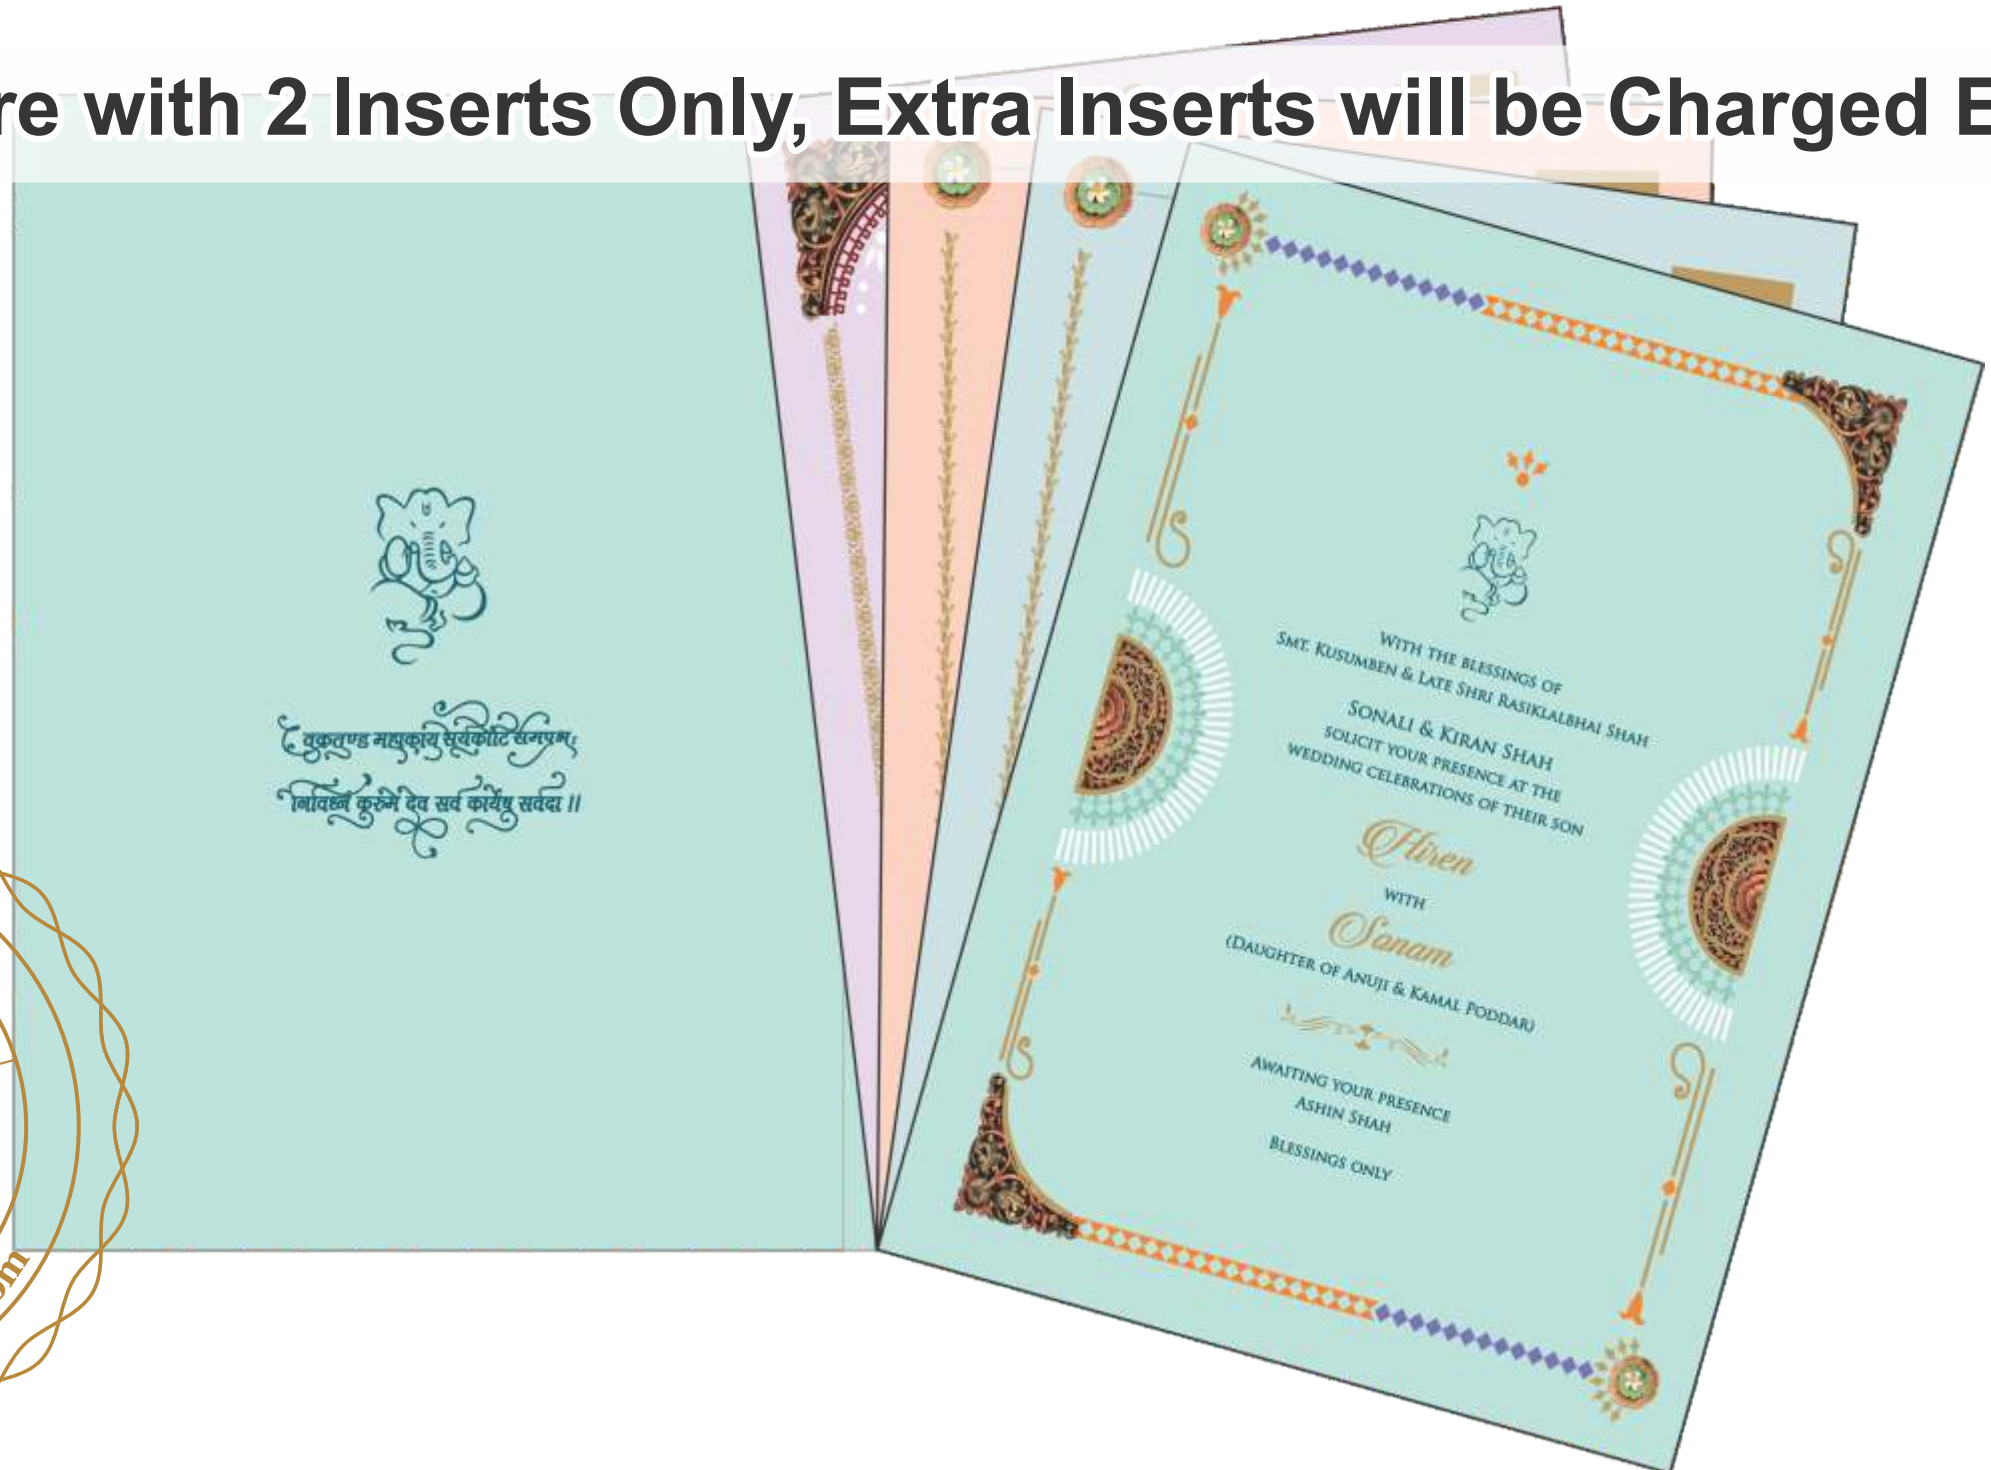 re with 2 Inserts Only, Extra Inserts will be Charged E
वक्रतुण्ड महाकाय सूर्यकोटि समप्रभ।
निर्विघ्नं कुरुमे देव सर्व कार्येषु सर्वदा ॥
WITH THE BLESSINGS OF
SMT. KUSUMBEN & LATE SHRI RASIKLALBHAI SHAH
SONALI & KIRAN SHAH
SOLICIT YOUR PRESENCE AT THE
WEDDING CELEBRATIONS OF THEIR SON
Hiren
WITH
Sanam
(DAUGHTER OF ANUJI & KAMAL PODDAR)
AWAITING YOUR PRESENCE
ASHIN SHAH
BLESSINGS ONLY
om